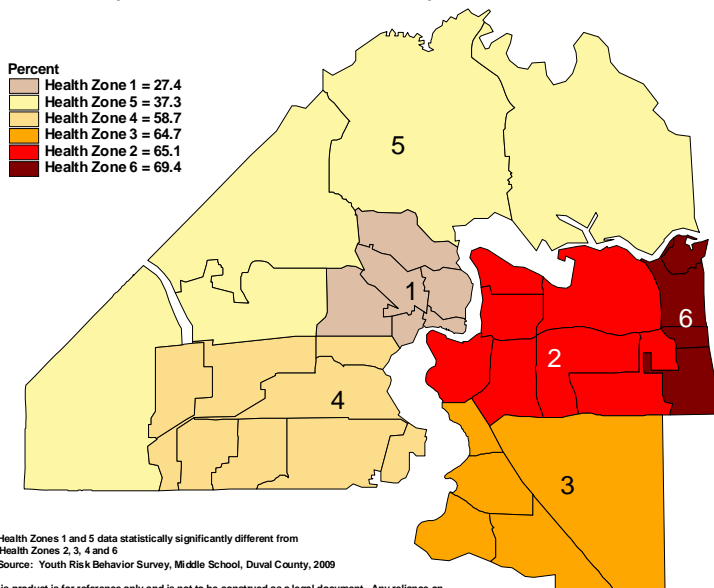 Percent
Health Zone 1 = 27.4
Health Zone 5 = 37.3
Health Zone 4 = 58.7
Health Zone 3 = 64.7
Health Zone 2 = 65.1
Health Zone 6 = 69.4
5
1
6
2
4
3
Health Zones 1 and 5 data statistically significantly different from
Health Zones 2, 3, 4 and 6
Source: Youth Risk Behavior Survey, Middle School, Duval County, 2009
product is for reference only and is not to be construed as a legal document. Any reliance on